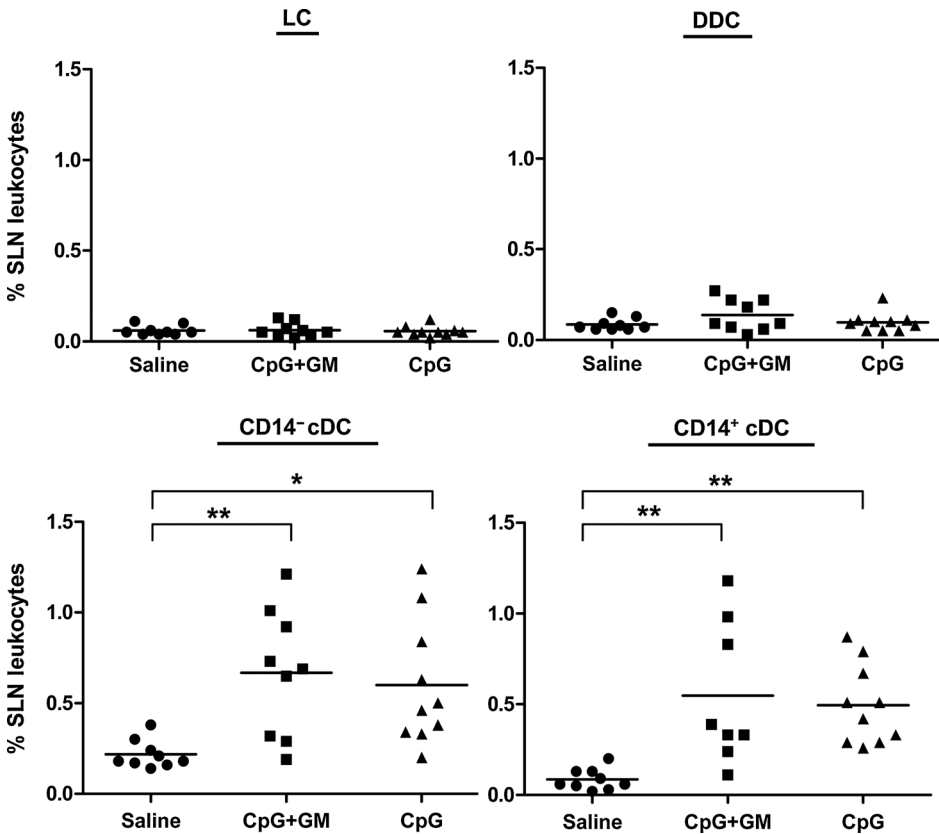 LC
% SLN leukocytes
1.5
1.0
0.5
0.0
Saline CpG+GM CpG
DDC
1.5
1.0
0.5
0.0
Saline CpG+GM CpG
CD14⁻ cDC
*
**
% SLN leukocytes
1.5
1.0
0.5
0.0
Saline CpG+GM CpG
CD14⁺ cDC
**
**
1.5
1.0
0.5
0.0
Saline CpG+GM CpG